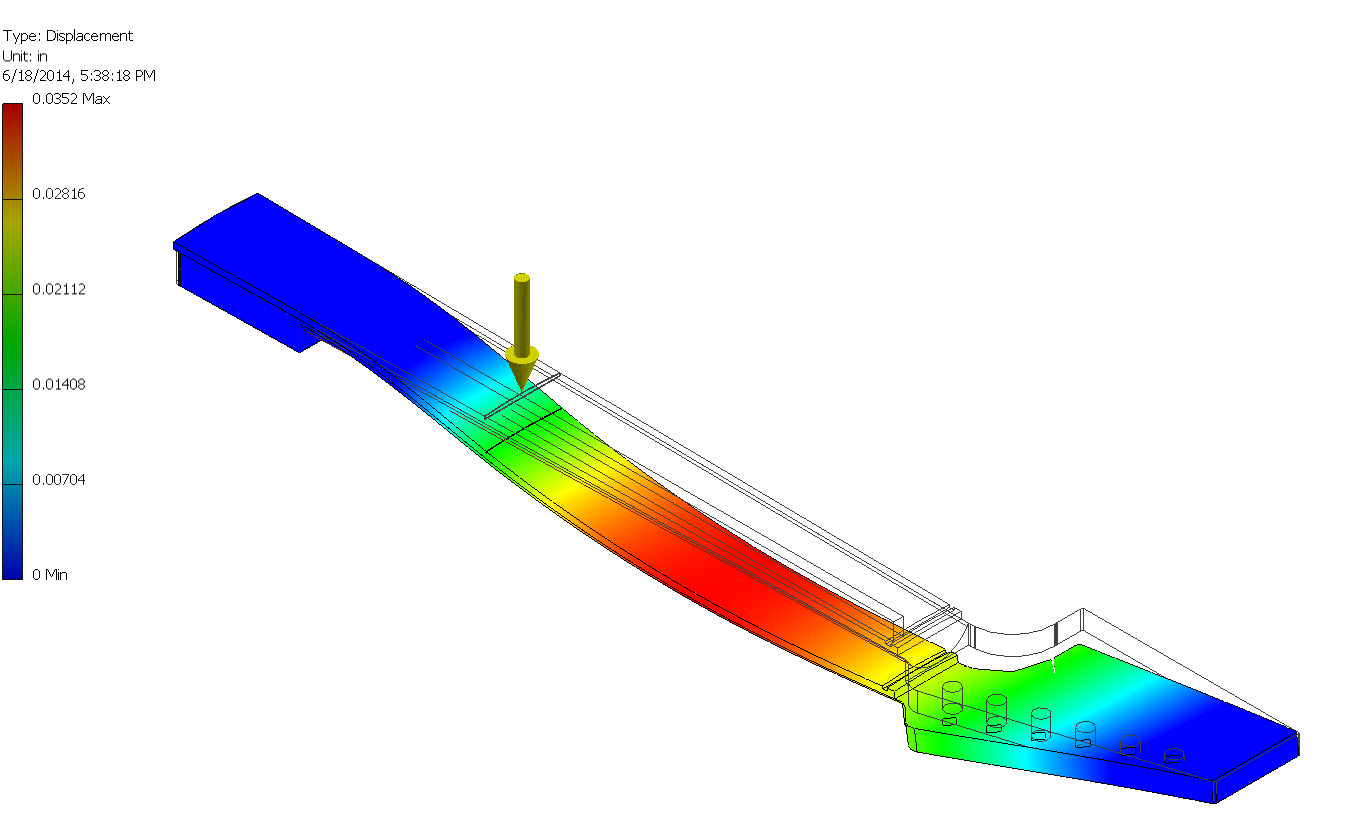 Type: Displacement
Unit: in
6/18/2014, 5:38:18 PM
0.0352 Max
0.02816
0.02112
0.01408
0.00704
0 Min